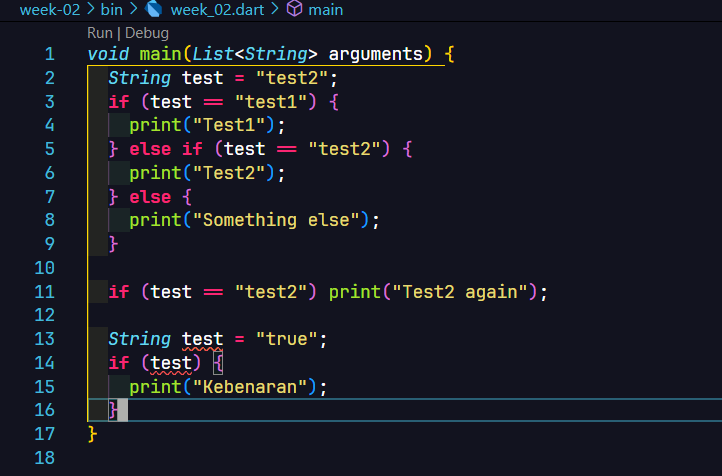 week-02 > bin > week_02.dart > main
Run | Debug
1 void main(List<String> arguments) {
2 String test = "test2";
3 if (test == "test1") {
4 print("Test1");
5 } else if (test == "test2") {
6 print("Test2");
7 } else {
8 print("Something else");
9 }
10
11 if (test == "test2") print("Test2 again");
12
13 String test = "true";
14 if (test) {
15 print("Kebenaran");
16 }
17 }
18